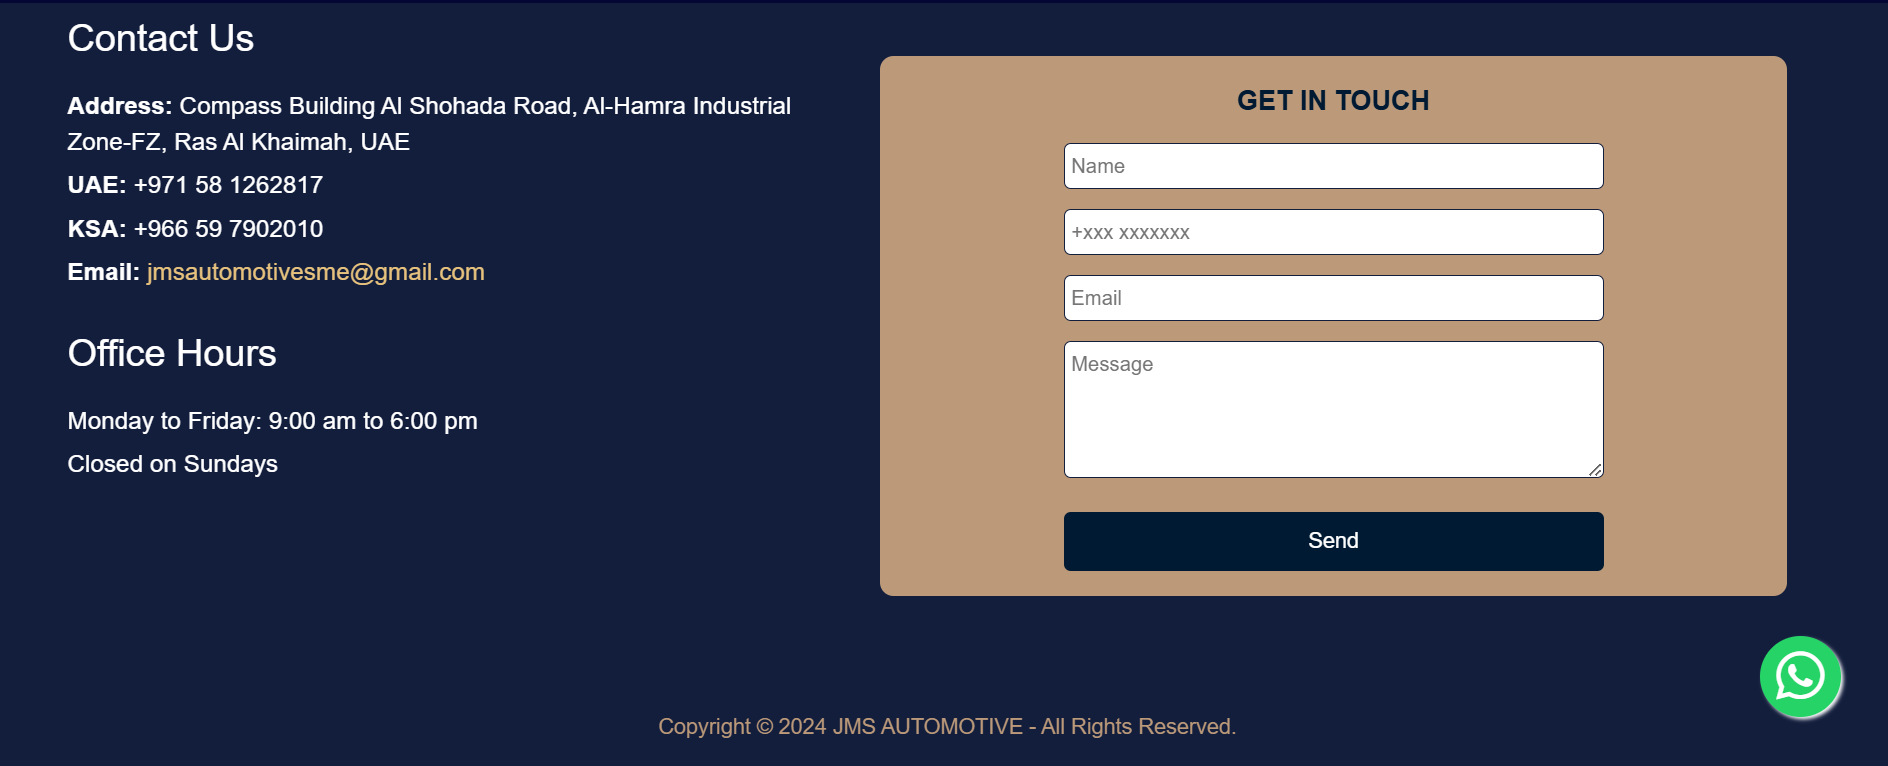 Contact Us
Address: Compass Building Al Shohada Road, Al-Hamra Industrial
Zone-FZ, Ras Al Khaimah, UAE
UAE: +971 58 1262817
KSA: +966 59 7902010
Email: jmsautomotivesme@gmail.com
Office Hours
Monday to Friday: 9:00 am to 6:00 pm
Closed on Sundays
GET IN TOUCH
Name
+xxx xxxxxxx
Email
Message
Send
Copyright © 2024 JMS AUTOMOTIVE - All Rights Reserved.